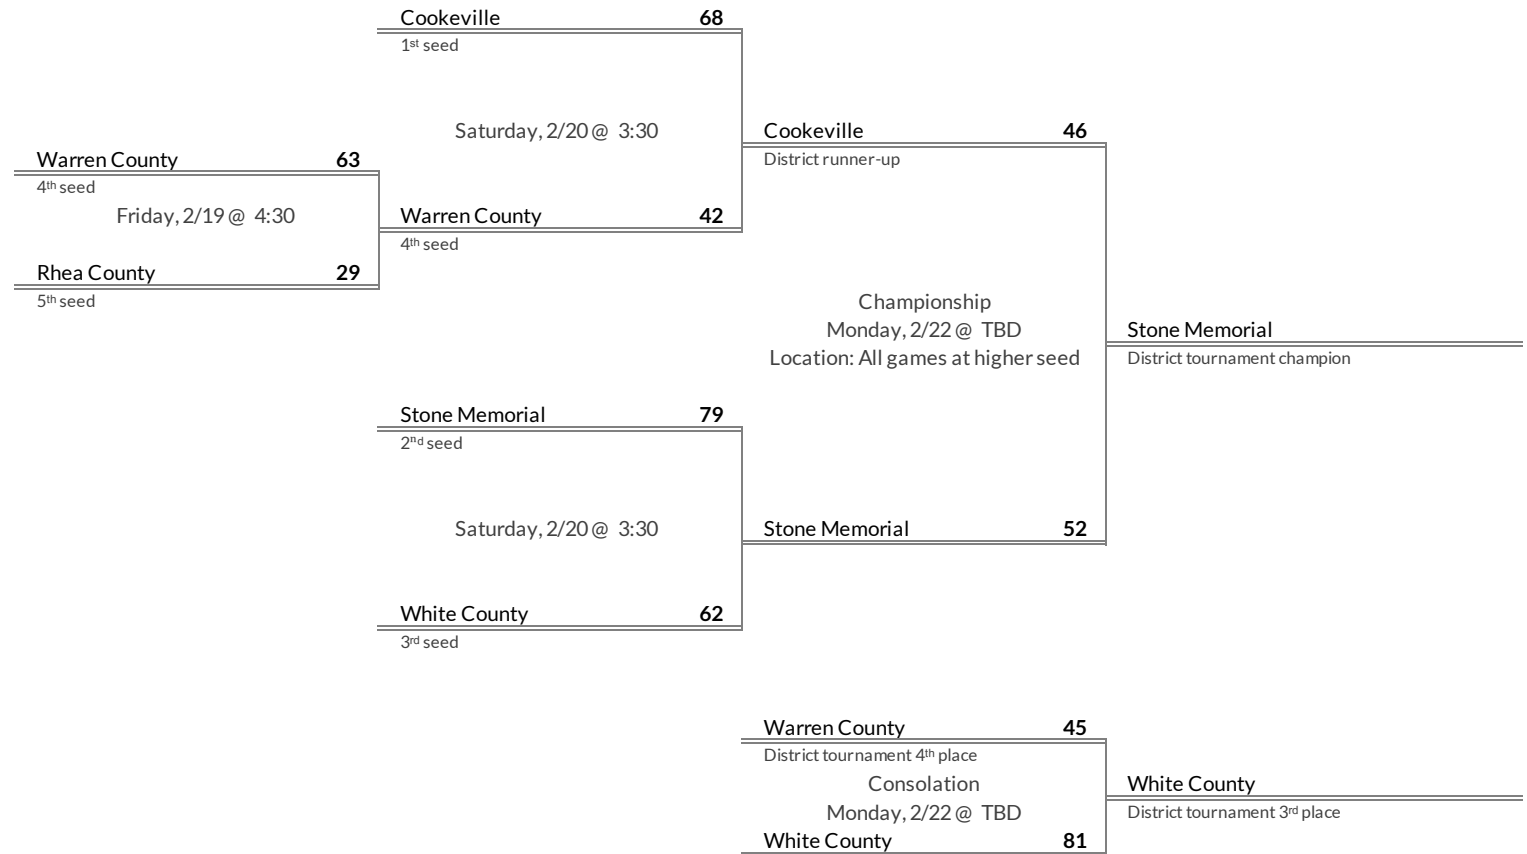 Cookeville 68
1st seed
Saturday, 2/20 @ 3:30
Cookeville 46
District runner-up
Warren County 63
4th seed
Friday, 2/19 @ 4:30
Warren County 42
4th seed
Rhea County 29
5th seed
Championship
Monday, 2/22 @ TBD
Location: All games at higher seed
Stone Memorial
District tournament champion
Stone Memorial 79
2nd seed
Saturday, 2/20 @ 3:30
Stone Memorial 52
White County 62
3rd seed
Warren County 45
District tournament 4th place
Consolation
Monday, 2/22 @ TBD
White County 81
White County
District tournament 3rd place